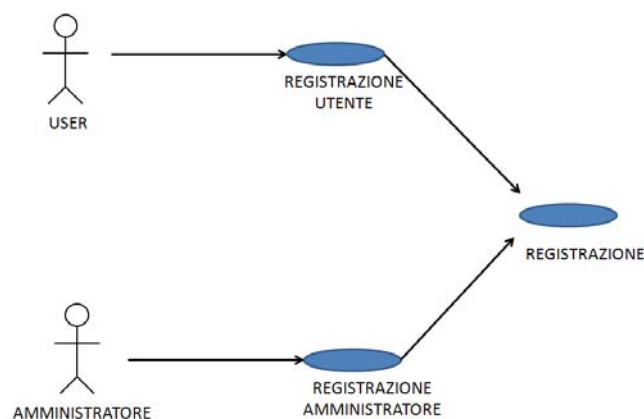 REGISTRAZIONE
UTENTE
USER
REGISTRAZIONE
REGISTRAZIONE
AMMINISTRATORE
AMMINISTRATORE